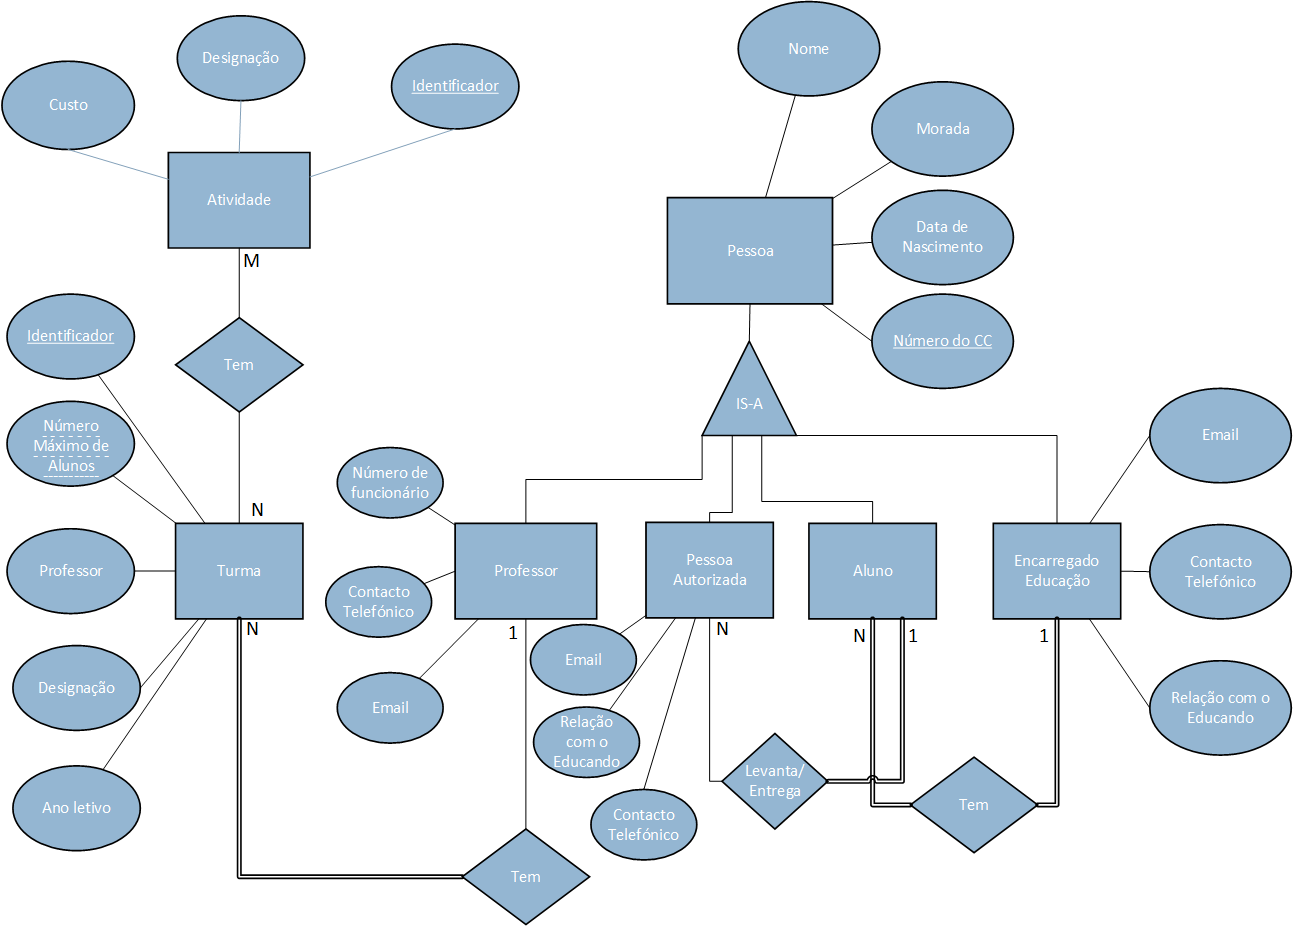 Nome
Designação
Identificador
Custo
Morada
Atividade
Data de
Nascimento
Pessoa
M
Identificador
Número do CC
Tem
IS-A
Número
Máximo de
Alunos
Email
Número de
funcionário
N
Professor
Turma
Contacto
Telefónico
Professor
Pessoa
Autorizada
Aluno
Encarregado
Educação
Contacto
Telefónico
N
1
N
N
1
1
Email
Designação
Email
Relação
com o
Educando
Relação com o
Educando
Ano letivo
Levanta/
Entrega
Tem
Contacto
Telefónico
Tem